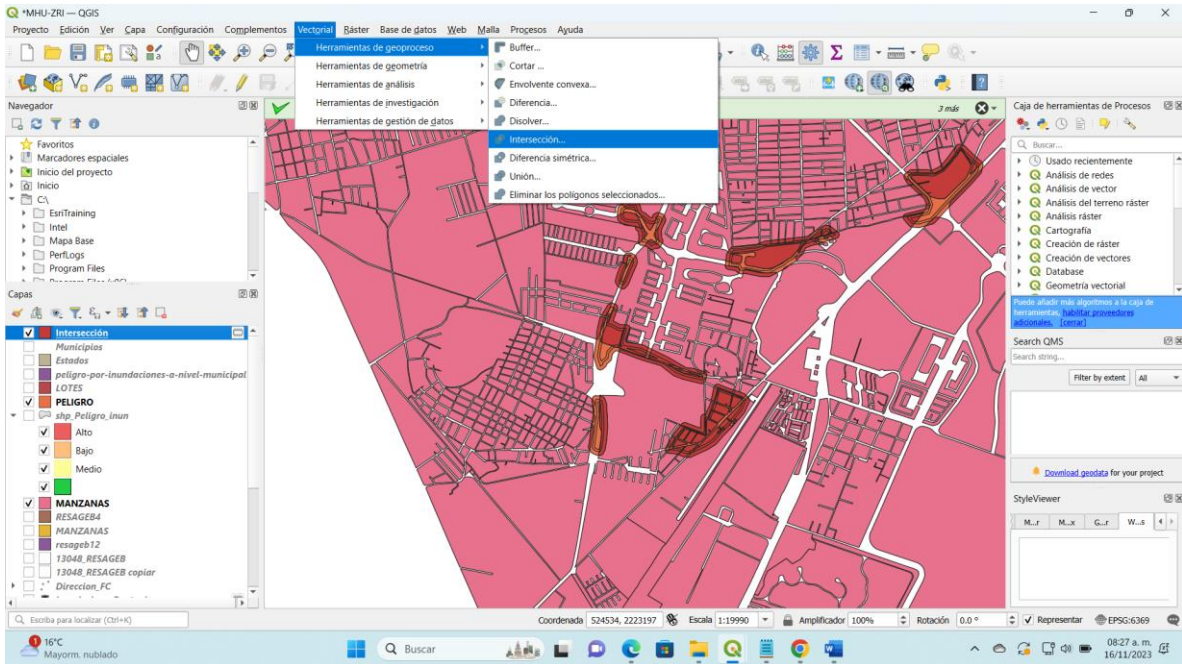 *MHU-ZRI — QGIS
Proyecto Edición Ver Capa Configuración Complementos Vectorial Ráster Base de datos Web Malla Procesos Ayuda
Herramientas de geoproceso
Herramientas de geometría
Herramientas de análisis
Herramientas de investigación
Herramientas de gestión de datos
Buffer...
Cortar ...
Envolvente convexa...
Diferencia...
Disolver...
Intersección...
Diferencia simétrica...
Unión...
Eliminar los polígonos seleccionados...
3 más
Navegador
Favoritos
Marcadores espaciales
Inicio del proyecto
Inicio
C:\
EsriTraining
Intel
Mapa Base
PerfLogs
Program Files
Capas
Intersección
Municipios
Estados
peligro-por-inundaciones-a-nivel-municipal
LOTES
PELIGRO
shp_Peligro_inun
Alto
Bajo
Medio
MANZANAS
RESAGEB4
MANZANAS
resageb12
13048_RESAGEB
13048_RESAGEB copiar
Direccion_FC
Caja de herramientas de Procesos
Buscar...
Usado recientemente
Análisis de redes
Análisis de vector
Análisis del terreno ráster
Análisis ráster
Cartografía
Creación de ráster
Creación de vectores
Database
Geometría vectorial
Puede añadir más algoritmos a la caja de
herramientas, habilitar proveedores
adicionales. [cerrar]
Search QMS
Search string...
Filter by extent All
Download geodata for your project
StyleViewer
M...r M...x G...r W...s
Escriba para localizar (Ctrl+K)
Coordenada 524534, 2223197 Escala 1:19990 Amplificador 100% Rotación 0.0 ° Representar EPSG:6369
1
16°C
Mayorm. nublado
Buscar
08:27 a. m.
16/11/2023